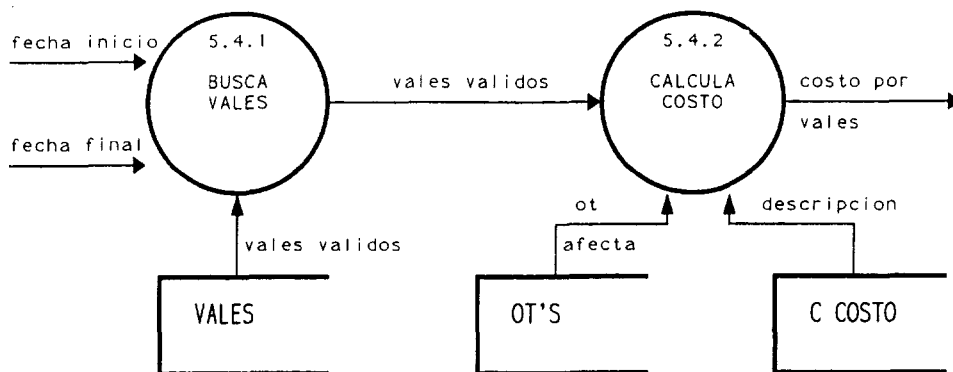 fecha inicio
5.4.1
BUSCA
VALES
fecha final
vales validos
5.4.2
CALCULA
COSTO
costo por
vales
vales validos
ot
afecta
descripcion
VALES
OT'S
C COSTO